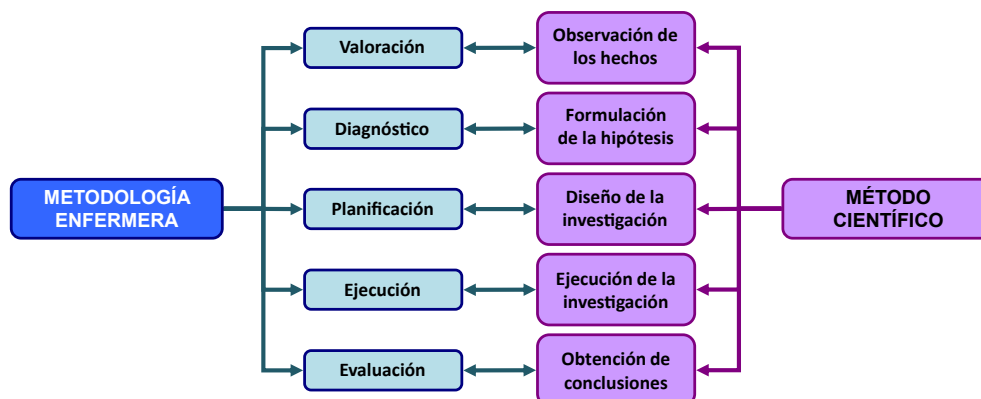 Valoración
Observación de
los hechos
Diagnóstico
Formulación
de la hipótesis
METODOLOGÍA
ENFERMERA
Planificación
Diseño de la
investigación
MÉTODO
CIENTÍFICO
Ejecución
Ejecución de la
investigación
Evaluación
Obtención de
conclusiones